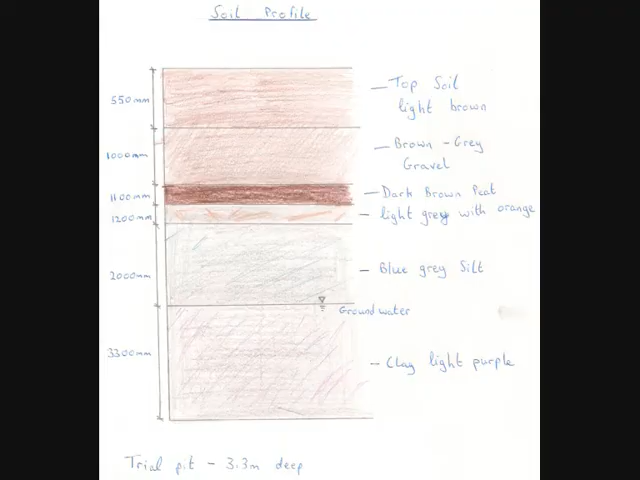 Soil Profile
550mm
Top Soil
light brown
1000mm
Brown - Grey
Gravel
1100mm
Dark Brown Peat
1200mm
light grey with orange
2000mm
Blue grey Silt
Groundwater
3300mm
Clay light purple
Trial pit - 3.3m deep